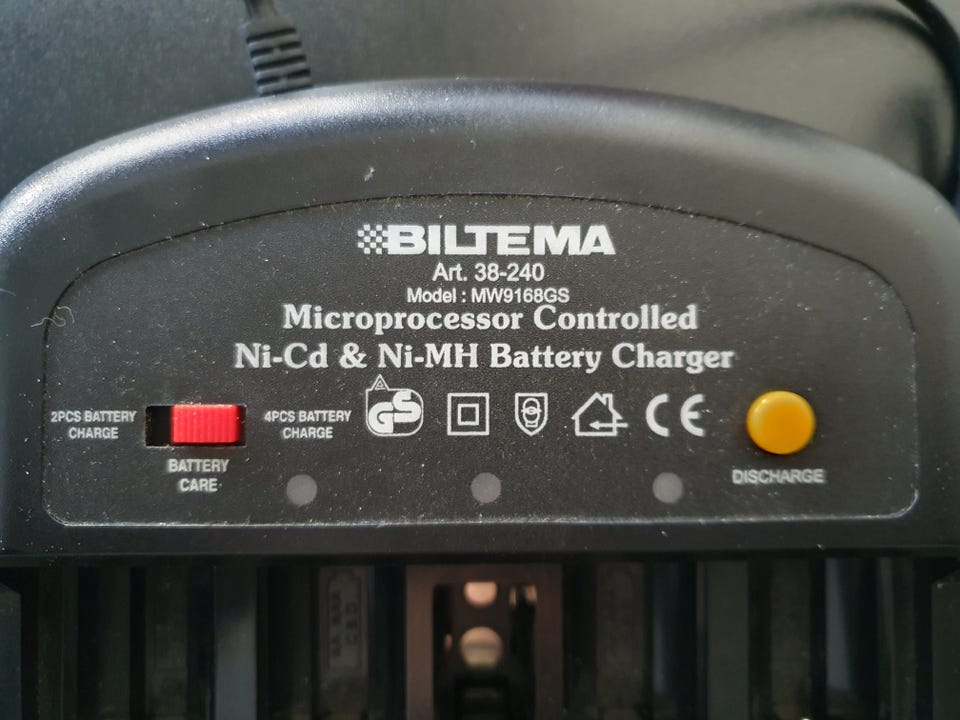 BILTEMA
Art. 38-240
Model : MW9168GS
Microprocessor Controlled
Ni-Cd & Ni-MH Battery Charger
2PCS BATTERY
CHARGE
4PCS BATTERY
CHARGE
BATTERY
CARE
GS
CE
DISCHARGE